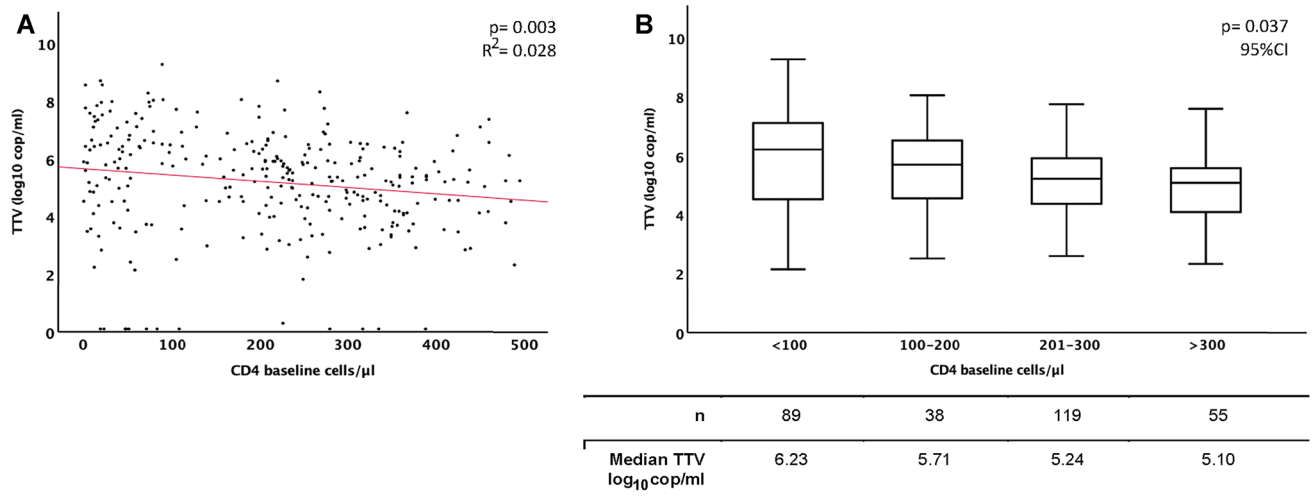 A
p= 0.003
R2= 0.028
10
8
6
4
2
0
TTV (log10 cop/ml)
0 100 200 300 400 500
CD4 baseline cells/µl
B
p= 0.037
95%CI
10
8
6
4
2
0
TTV (log10 cop/ml)
<100 100-200 201-300 >300
CD4 baseline cells/µl
n 89 38 119 55
Median TTV 6.23 5.71 5.24 5.10
log10cop/ml